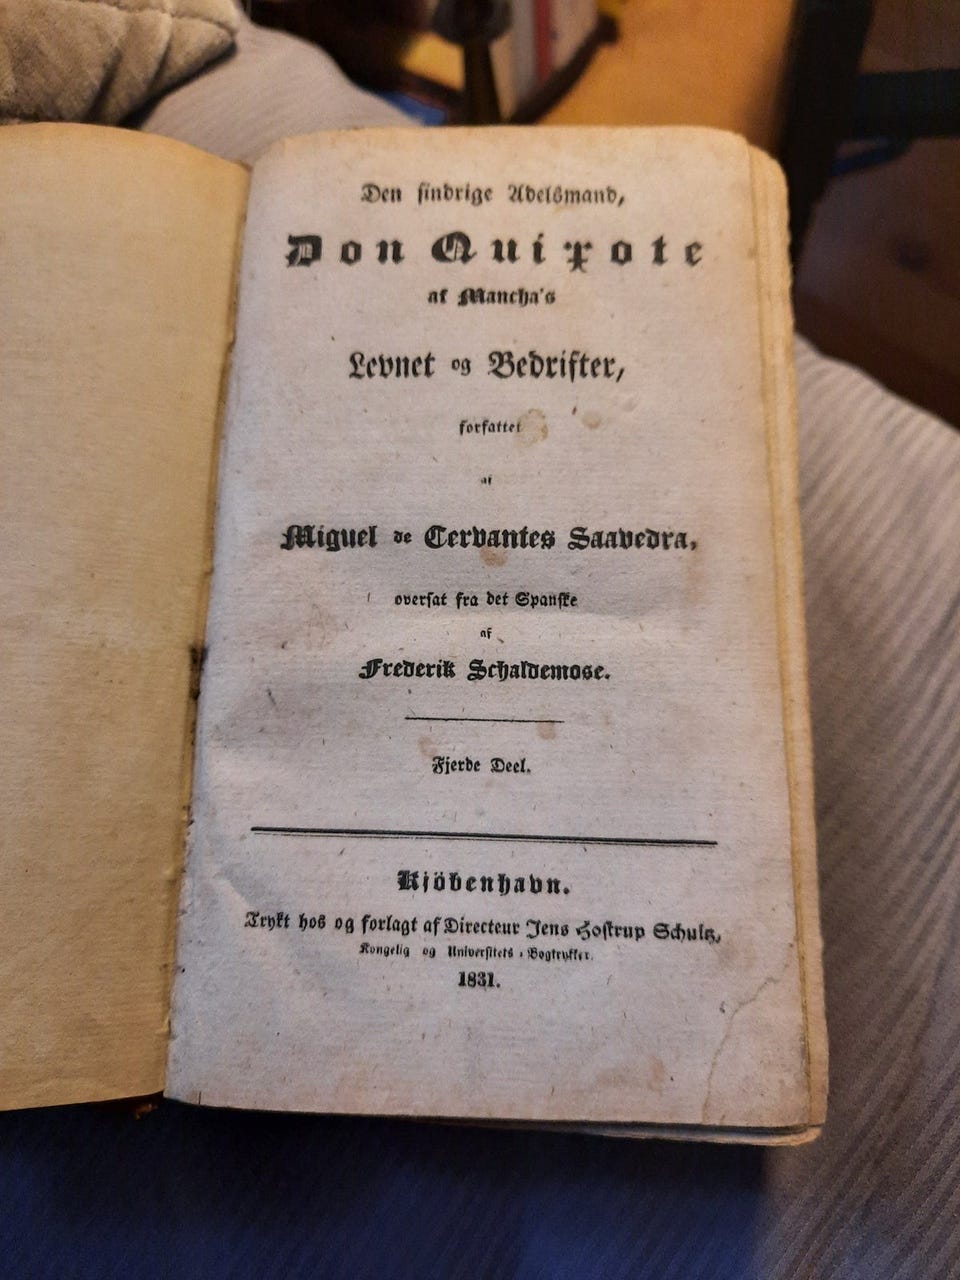 Den sindrige Adelsmand,
Don Quixote
af Mancha's
Levnet og Bedrifter,
forfattet
af
Miguel de Cervantes Saavedra,
oversat fra det Spanske
af
Frederik Schaldemose.
Fjerde Deel.
Kjöbenhavn.
Trykt hos og forlagt af Directeur Jens Hostrup Schultz,
Kongelig og Universitets-Bogtrykker.
1831.